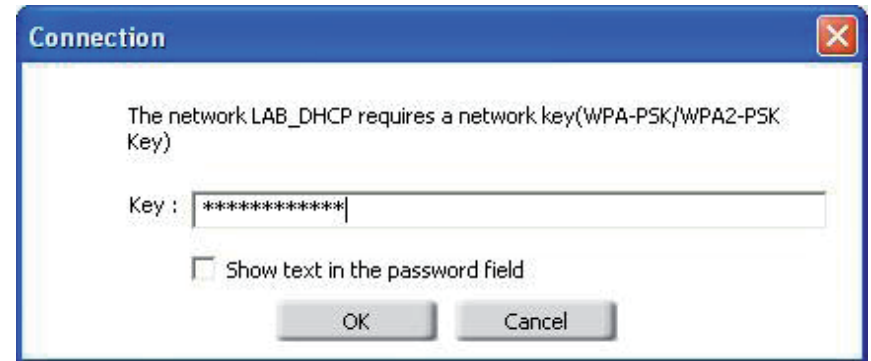 Connection
The network LAB_DHCP requires a network key(WPA-PSK/WPA2-PSK
Key)
Key : ************
Show text in the password field
OK Cancel